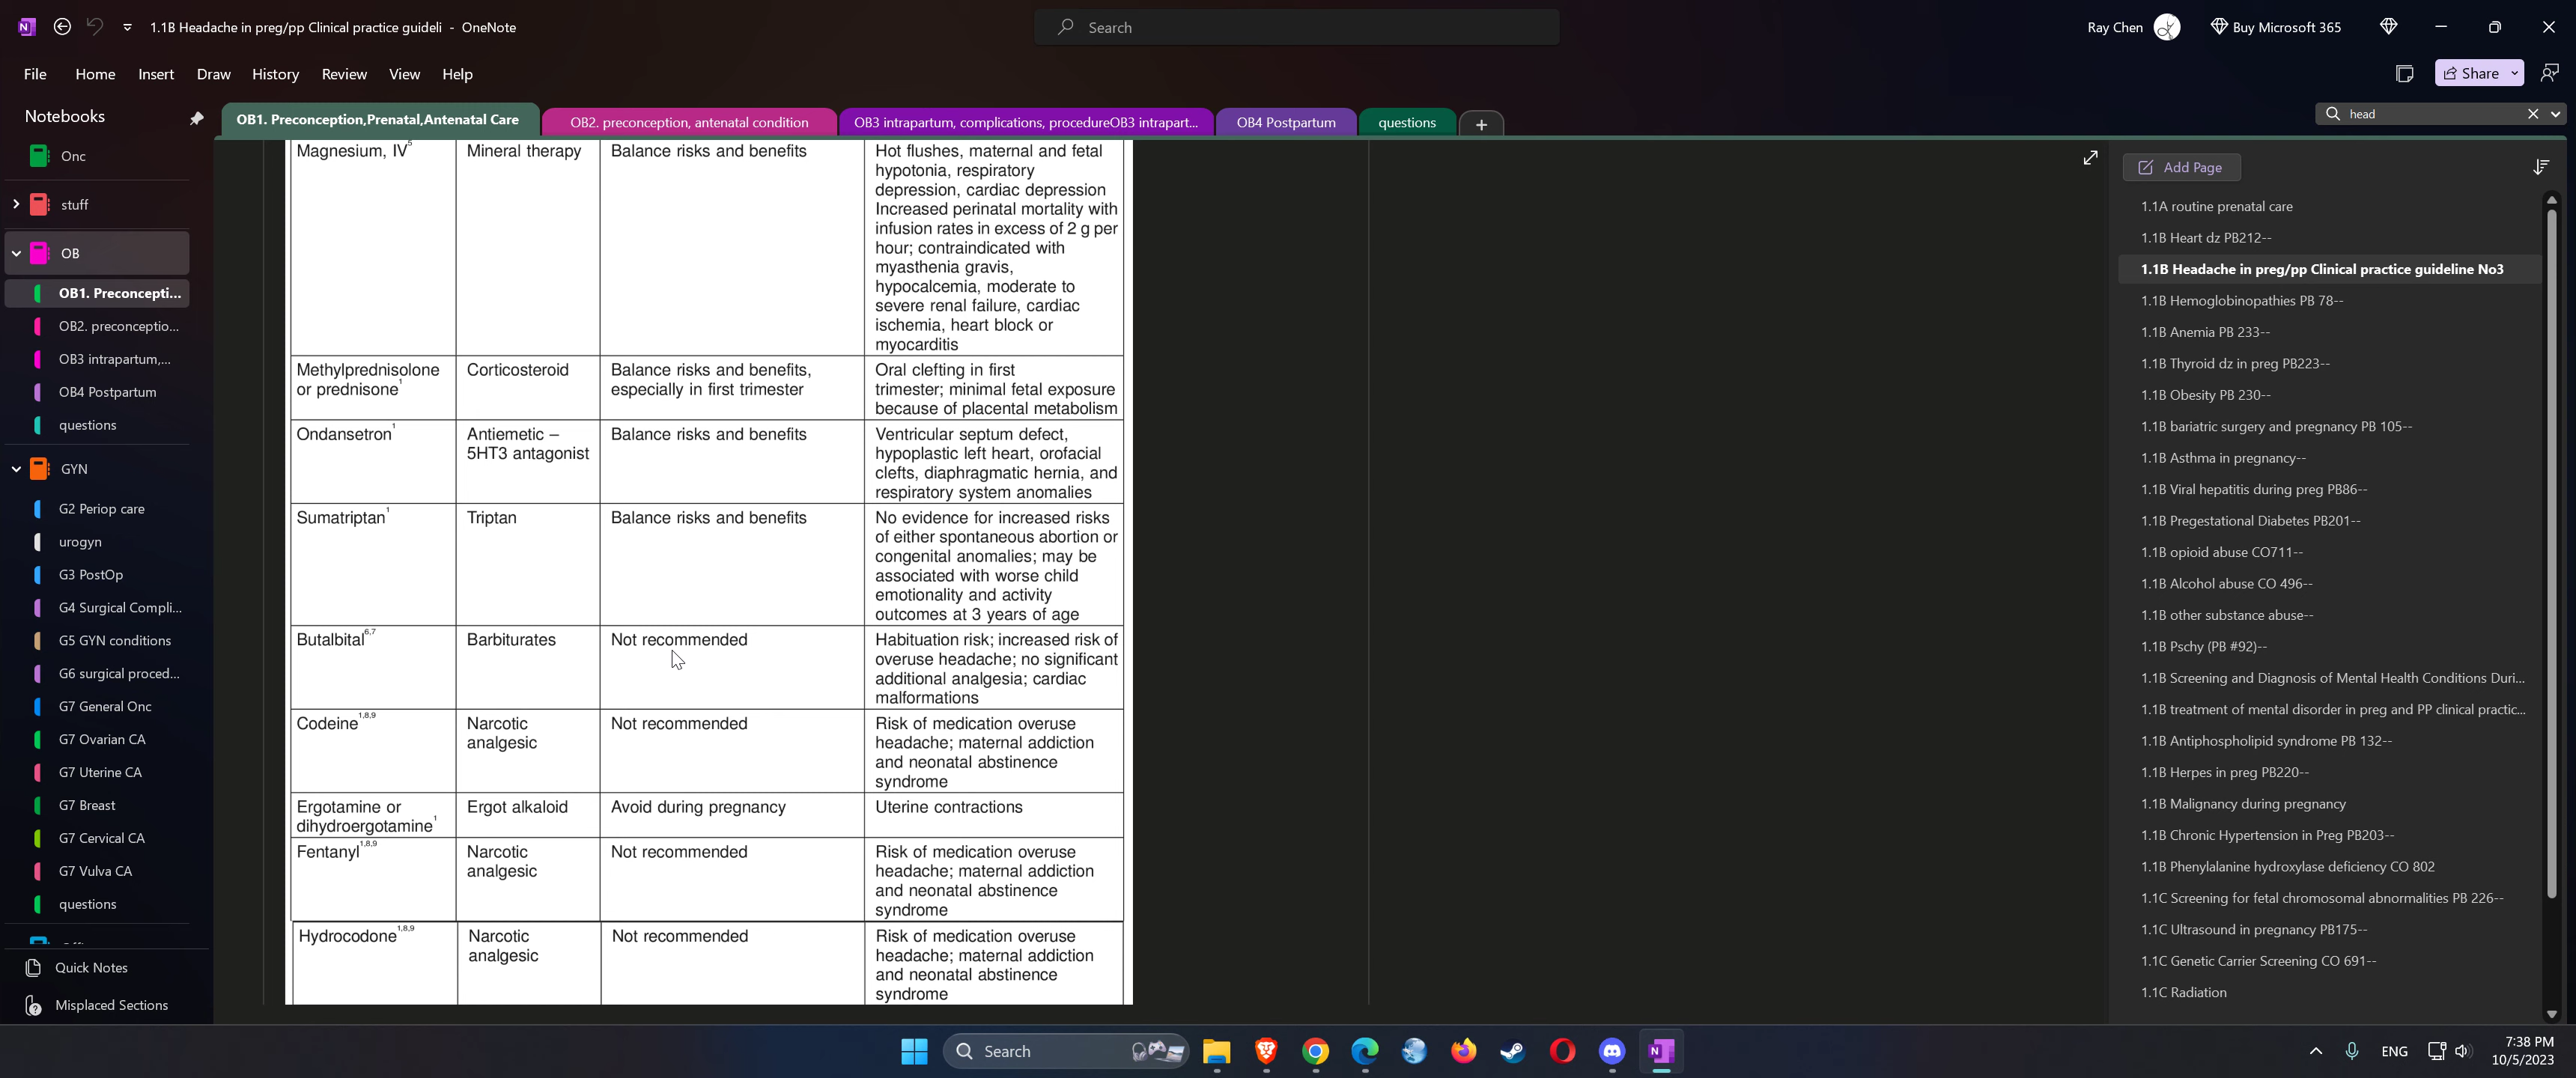 1.1B Headache in preg/pp Clinical practice guideli - OneNote
Search
Ray Chen
Buy Microsoft 365
File Home Insert Draw History Review View Help
Share
Notebooks
Onc
stuff
OB
OB1. Preconcepti...
OB2. preconceptio...
OB3 intrapartum,...
OB4 Postpartum
questions
GYN
G2 Periop care
urogyn
G3 PostOp
G4 Surgical Compli...
G5 GYN conditions
G6 surgical proced...
G7 General Onc
G7 Ovarian CA
G7 Uterine CA
G7 Breast
G7 Cervical CA
G7 Vulva CA
questions
Quick Notes
Misplaced Sections
OB1. Preconception,Prenatal,Antenatal Care
OB2. preconception, antenatal condition
OB3 intrapartum, complications, procedureOB3 intrapart...
OB4 Postpartum
questions
+
head
Magnesium, IV5
Mineral therapy
Balance risks and benefits
Hot flushes, maternal and fetal
hypotonia, respiratory
depression, cardiac depression
Increased perinatal mortality with
infusion rates in excess of 2 g per
hour; contraindicated with
myasthenia gravis,
hypocalcemia, moderate to
severe renal failure, cardiac
ischemia, heart block or
myocarditis
Methylprednisolone
or prednisone1
Corticosteroid
Balance risks and benefits,
especially in first trimester
Oral clefting in first
trimester; minimal fetal exposure
because of placental metabolism
Ondansetron1
Antiemetic –
5HT3 antagonist
Balance risks and benefits
Ventricular septum defect,
hypoplastic left heart, orofacial
clefts, diaphragmatic hernia, and
respiratory system anomalies
Sumatriptan1
Triptan
Balance risks and benefits
No evidence for increased risks
of either spontaneous abortion or
congenital anomalies; may be
associated with worse child
emotionality and activity
outcomes at 3 years of age
Butalbital6,7
Barbiturates
Not recommended
Habituation risk; increased risk of
overuse headache; no significant
additional analgesia; cardiac
malformations
Codeine1,8,9
Narcotic
analgesic
Not recommended
Risk of medication overuse
headache; maternal addiction
and neonatal abstinence
syndrome
Ergotamine or
dihydroergotamine1
Ergot alkaloid
Avoid during pregnancy
Uterine contractions
Fentanyl1,8,9
Narcotic
analgesic
Not recommended
Risk of medication overuse
headache; maternal addiction
and neonatal abstinence
syndrome
Hydrocodone1,8,9
Narcotic
analgesic
Not recommended
Risk of medication overuse
headache; maternal addiction
and neonatal abstinence
syndrome
Add Page
1.1A routine prenatal care
1.1B Heart dz PB212--
1.1B Headache in preg/pp Clinical practice guideline No3
1.1B Hemoglobinopathies PB 78--
1.1B Anemia PB 233--
1.1B Thyroid dz in preg PB223--
1.1B Obesity PB 230--
1.1B bariatric surgery and pregnancy PB 105--
1.1B Asthma in pregnancy--
1.1B Viral hepatitis during preg PB86--
1.1B Pregestational Diabetes PB201--
1.1B opioid abuse CO711--
1.1B Alcohol abuse CO 496--
1.1B other substance abuse--
1.1B Pschy (PB #92)--
1.1B Screening and Diagnosis of Mental Health Conditions Duri...
1.1B treatment of mental disorder in preg and PP clinical practic...
1.1B Antiphospholipid syndrome PB 132--
1.1B Herpes in preg PB220--
1.1B Malignancy during pregnancy
1.1B Chronic Hypertension in Preg PB203--
1.1B Phenylalanine hydroxylase deficiency CO 802
1.1C Screening for fetal chromosomal abnormalities PB 226--
1.1C Ultrasound in pregnancy PB175--
1.1C Genetic Carrier Screening CO 691--
1.1C Radiation
Search
ENG
7:38 PM
10/5/2023